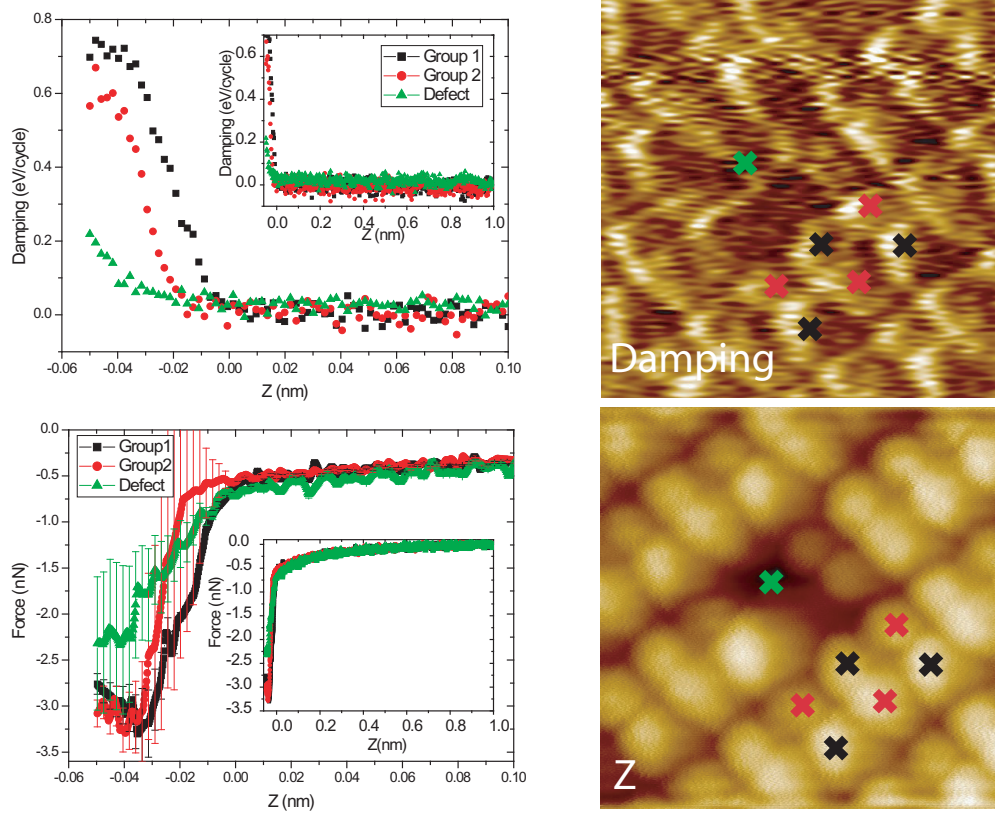 0.8
0.6
0.4
0.2
0.0
Damping (eV/cycle)
-0.06 -0.04 -0.02 0.00 0.02 0.04 0.06 0.08 0.10
Z (nm)
0.6
0.4
0.2
0.0
Damping (eV/cycle)
Group 1
Group 2
Defect
0.0 0.2 0.4 0.6 0.8 1.0
Z (nm)
Damping
0.0
-0.5
-1.0
-1.5
-2.0
-2.5
-3.0
-3.5
Force (nN)
Group1
Group2
Defect
-0.06 -0.04 -0.02 0.00 0.02 0.04 0.06 0.08 0.10
Z (nm)
0.0
-0.5
-1.0
-1.5
-2.0
-2.5
-3.0
-3.5
Force (nN)
0.0 0.2 0.4 0.6 0.8 1.0
Z(nm)
Z